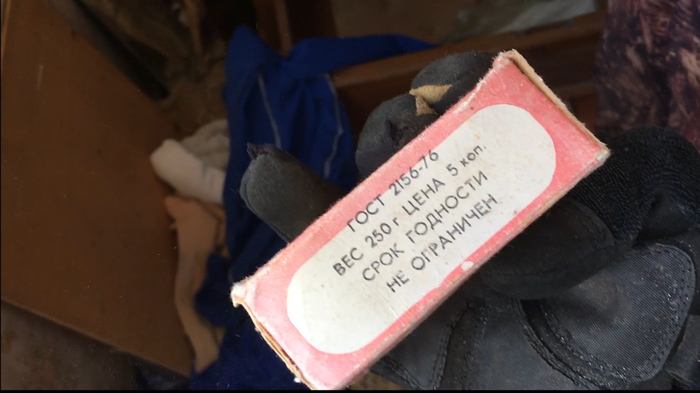 ГОСТ 2156-76
ВЕС 250 г ЦЕНА 5 коп.
СРОК ГОДНОСТИ
НЕ ОГРАНИЧЕН